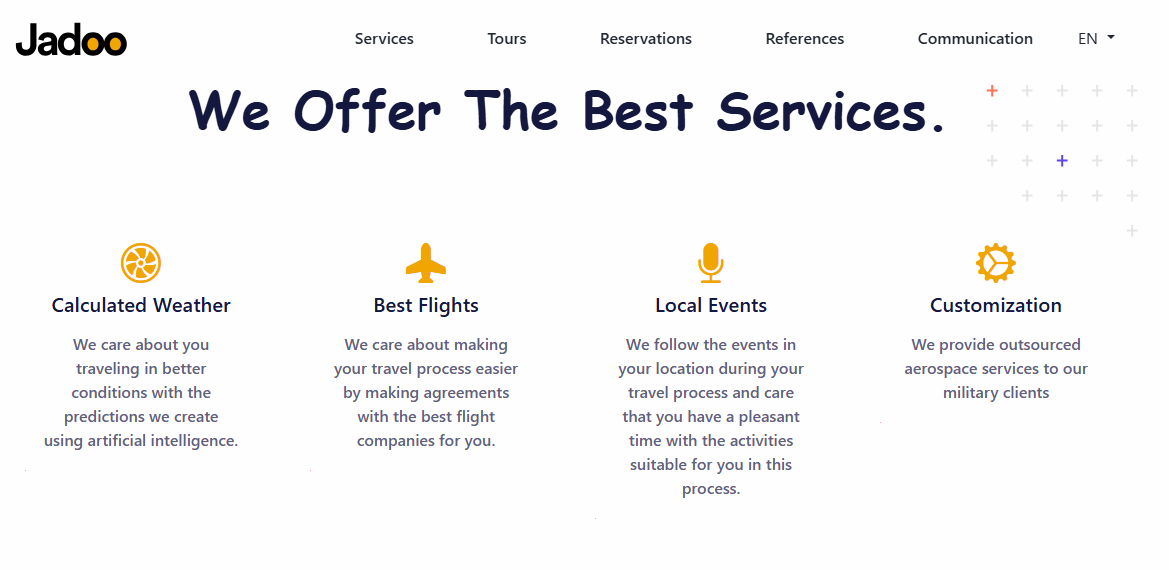 Jadoo
Services Tours Reservations References Communication EN
We Offer The Best Services.
Calculated Weather
We care about you
traveling in better
conditions with the
predictions we create
using artificial intelligence.
Best Flights
We care about making
your travel process easier
by making agreements
with the best flight
companies for you.
Local Events
We follow the events in
your location during your
travel process and care
that you have a pleasant
time with the activities
suitable for you in this
process.
Customization
We provide outsourced
aerospace services to our
military clients